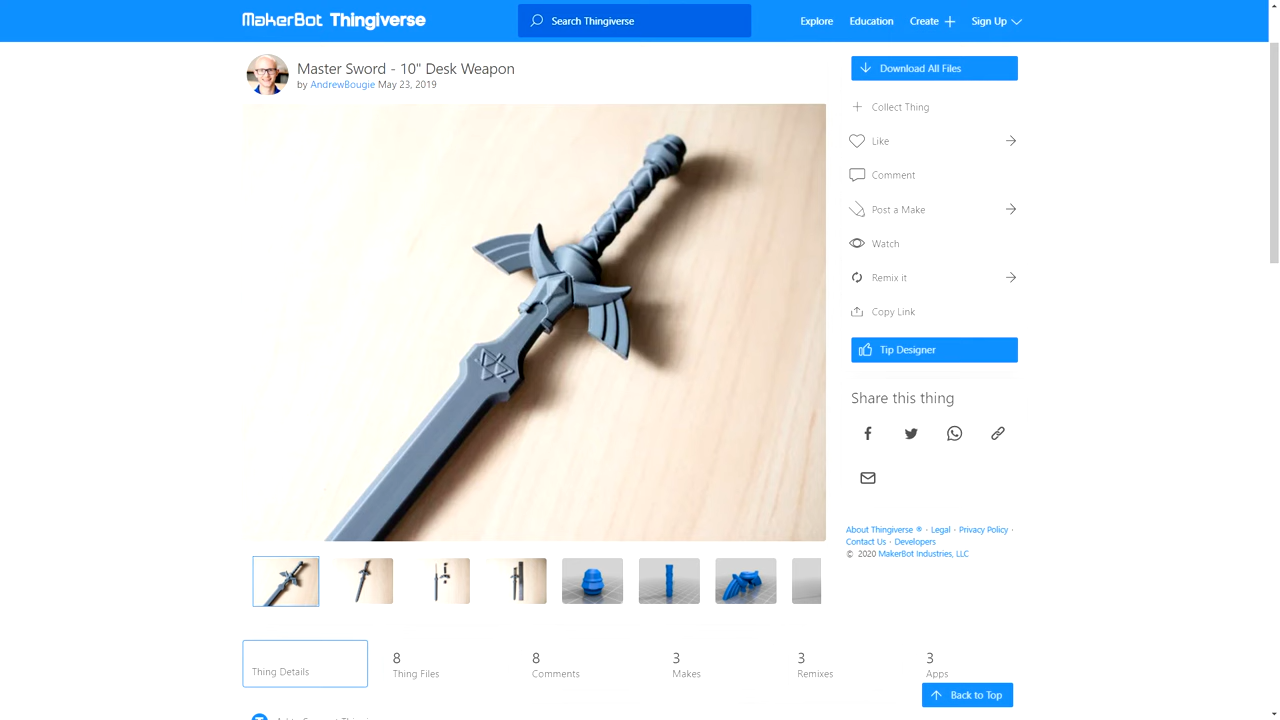 MakerBot Thingiverse
Search Thingiverse
Explore
Education
Create
Sign Up
Master Sword - 10" Desk Weapon
by AndrewBougie May 23, 2019
Download All Files
Collect Thing
Like
Comment
Post a Make
Watch
Remix it
Copy Link
Tip Designer
Share this thing
About Thingiverse ® · Legal · Privacy Policy ·
Contact Us · Developers
© 2020 MakerBot Industries, LLC
Thing Details
8
Thing Files
8
Comments
3
Makes
3
Remixes
3
Apps
Back to Top